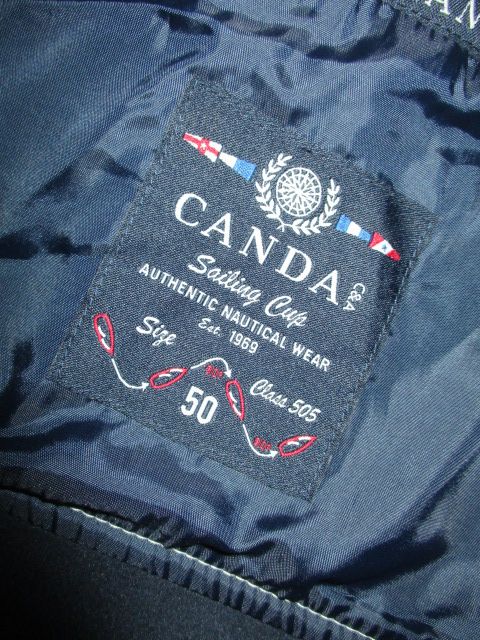 CANDA
C&A
Sailing Cup
AUTHENTIC NAUTICAL WEAR
Est. 1969
Size
50
Class 505